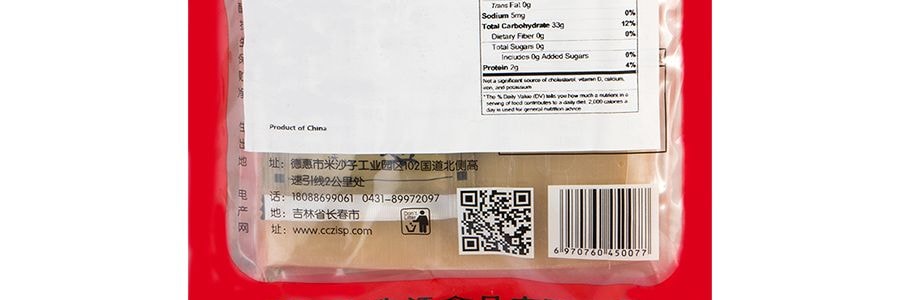 Trans Fat 0g
Sodium 5mg 0%
Total Carbohydrate 33g 12%
Dietary Fiber 0g 0%
Total Sugars 0g
Includes 0g Added Sugars 0%
Protein 2g 4%
Not a significant source of cholesterol, vitamin D, calcium,
iron, and potassium
*The % Daily Value (DV) tells you how much a nutrient in a
serving of food contributes to a daily diet. 2,000 calories a
day is used for general nutrition advice.
Product of China
址：德惠市米沙子工业园区102国道北侧高
速引线2公里处
话：18088699061 0431-89972097
地：吉林省长春市
址：www.cczisp.com
电
产
网
6970760450077